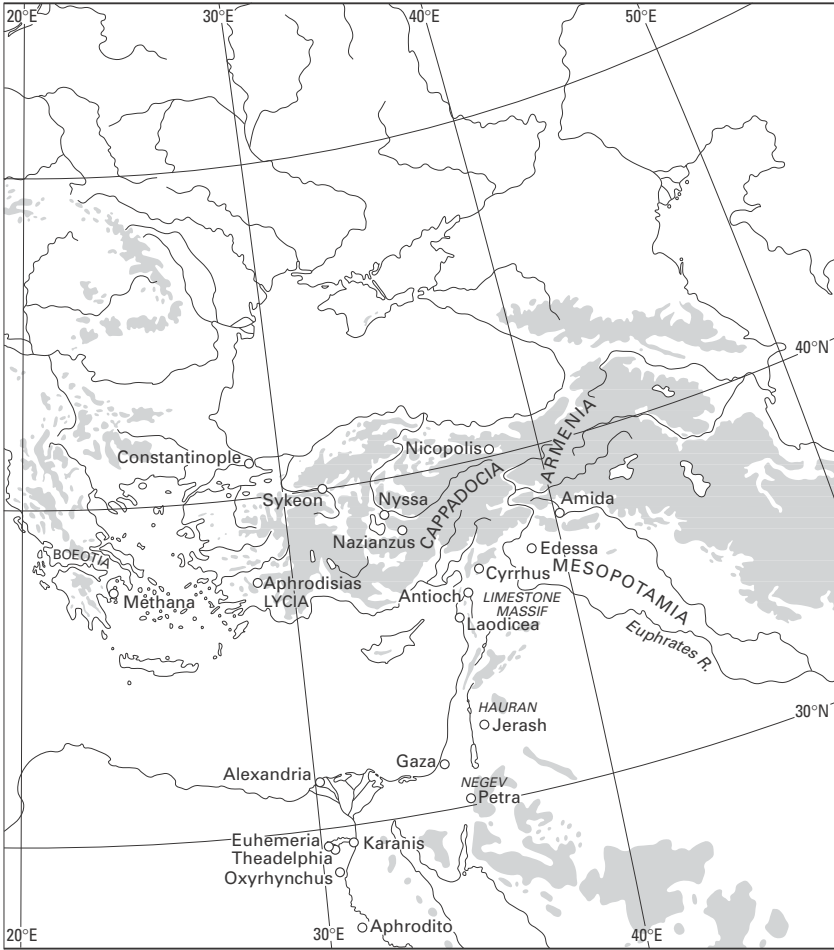 20°E
30°E
40°E
50°E
40°N
Constantinople
Nicopolis
ARMENIA
Sykeon
Nyssa
CAPPADOCIA
Amida
Nazianzus
BOEOTIA
Edessa
MESOPOTAMIA
Cyrrhus
Aphrodisias
LYCIA
Methana
Antioch
LIMESTONE
MASSIF
Laodicea
Euphrates R.
HAURAN
Jerash
30°N
Gaza
Alexandria
NEGEV
Petra
Euhemeria
Karanis
Theadelphia
Oxyrhynchus
Aphrodito
20°E
30°E
40°E